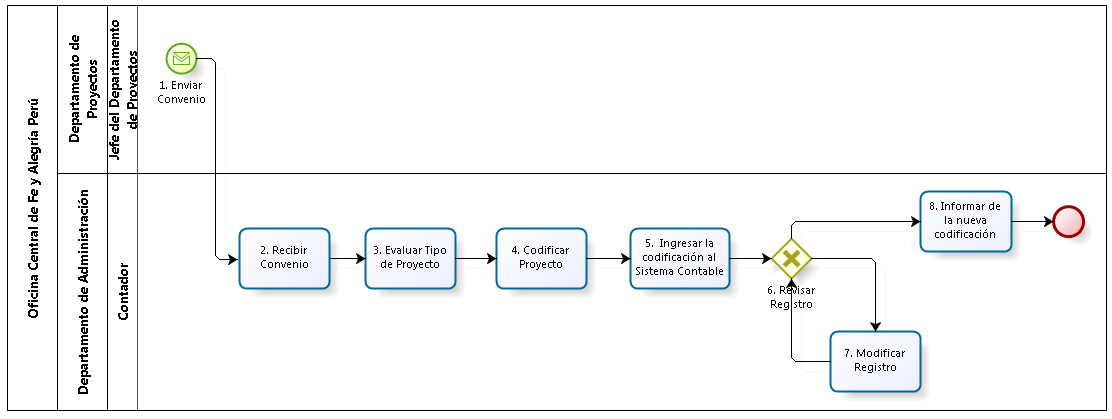 Oficina Central de Fe y Alegría Perú
Departamento de
Proyectos
Jefe del Departamento
de Proyectos
1. Enviar
Convenio
Departamento de Administración
Contador
2. Recibir
Convenio
3. Evaluar Tipo
de Proyecto
4. Codificar
Proyecto
5. Ingresar la
codificación al
Sistema Contable
6. Revisar
Registro
7. Modificar
Registro
8. Informar de
la nueva
codificación